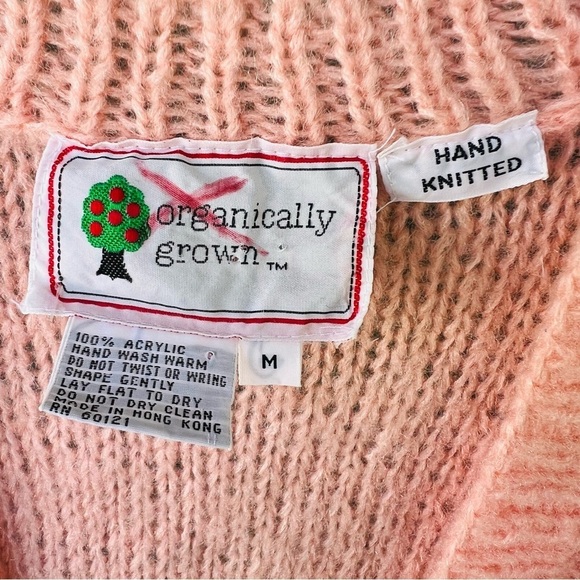 organically
grown™
HAND
KNITTED
100% ACRYLIC
HAND WASH WARM
DO NOT TWIST OR WRING
SHAPE GENTLY
LAY FLAT TO DRY
DO NOT DRY CLEAN
MADE IN HONG KONG
RN 60121
M